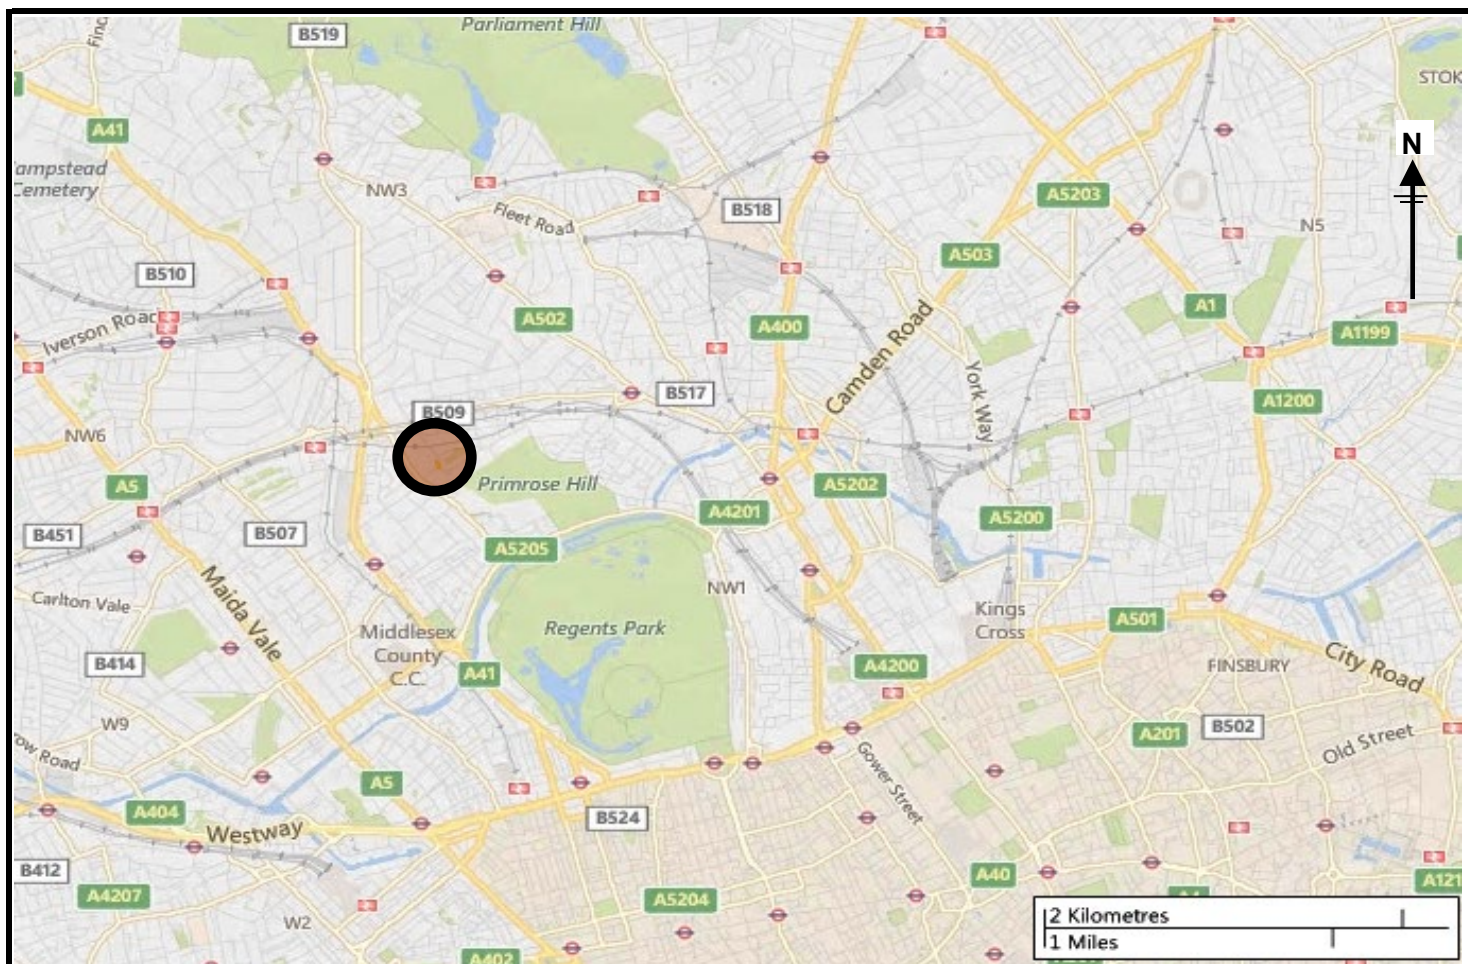 Parliament Hill
B519
Finc
STOK
A41
ampstead
Cemetery
N
NW3
Fleet Road
B518
A5203
N5
A503
B510
Iverson Road
A502
A400
A1
A1199
Camden Road
York Way
B517
B509
A1200
NW6
A5
Primrose Hill
A5202
A4201
A5200
B451
B507
A5205
Maida Vale
NW1
Carlton Vale
Kings
Cross
A501
Middlesex
County
C.C.
Regents Park
B414
A41
A4200
FINSBURY
City Road
W9
row Road
A201
B502
Old Street
Gower Street
A5
A404
Westway
B524
B412
A4207
A5204
A40
A121
W2
A402
2 Kilometres
1 Miles